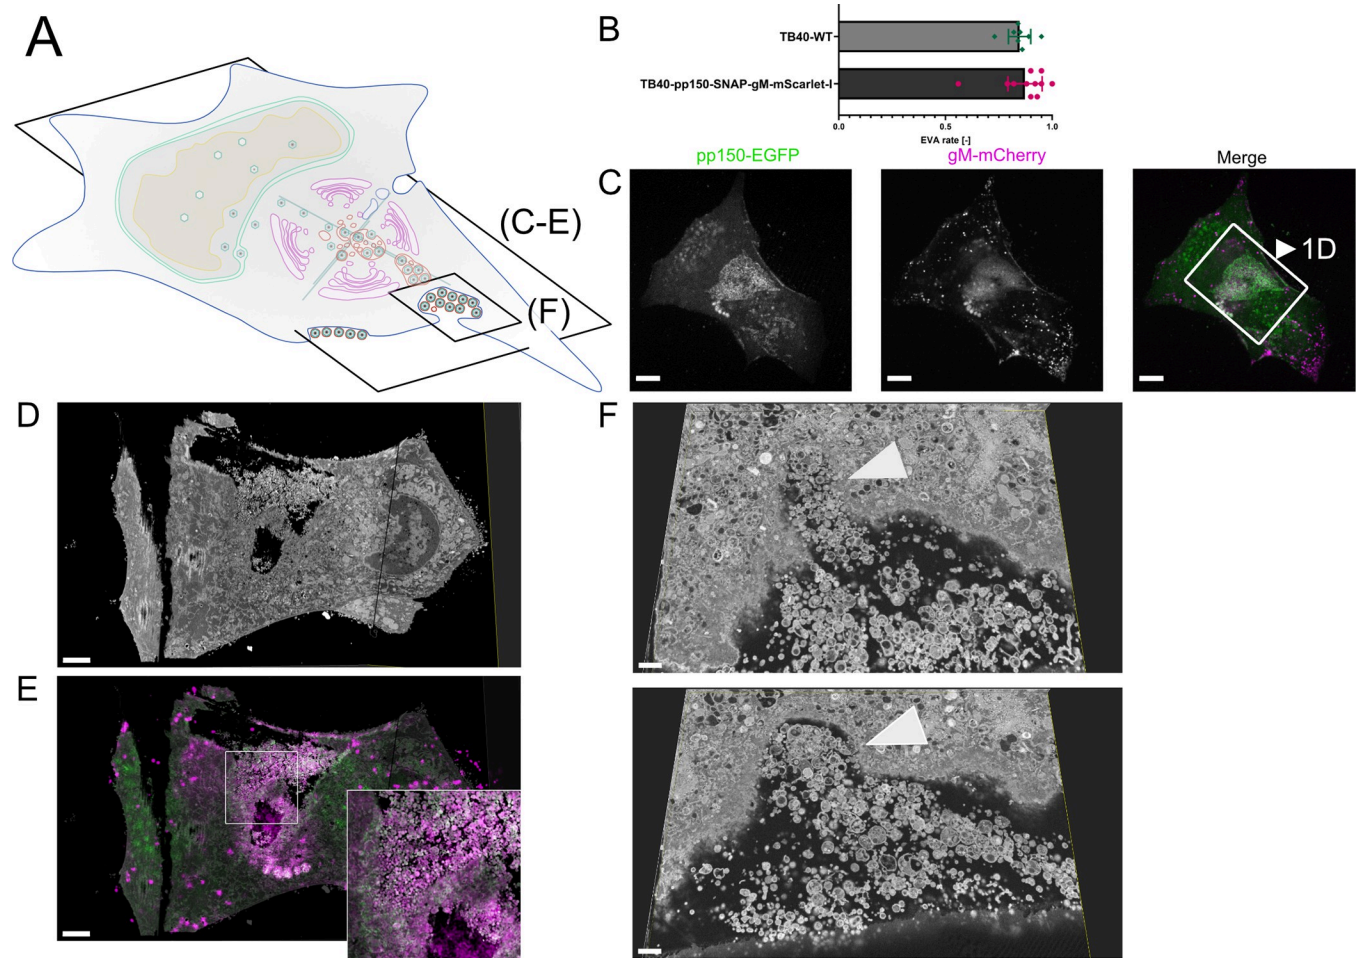 A
(C-E)
(F)
B
TB40-WT
TB40-pp150-SNAP-gM-mScarlet-I
0.0
0.5
1.0
EVA rate [-]
C
pp150-EGFP
gM-mCherry
Merge
1D
D
E
F